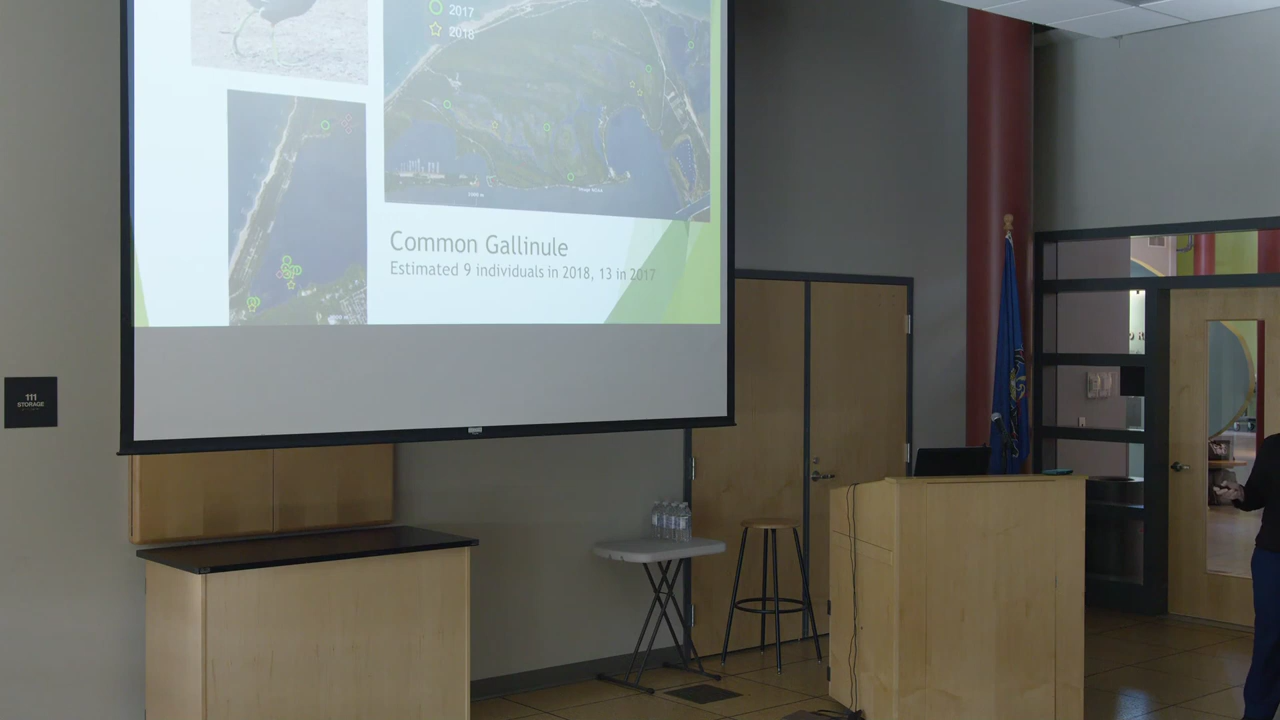 2017
2018
Common Gallinule
Estimated 9 individuals in 2018, 13 in 2017
111
STORAGE